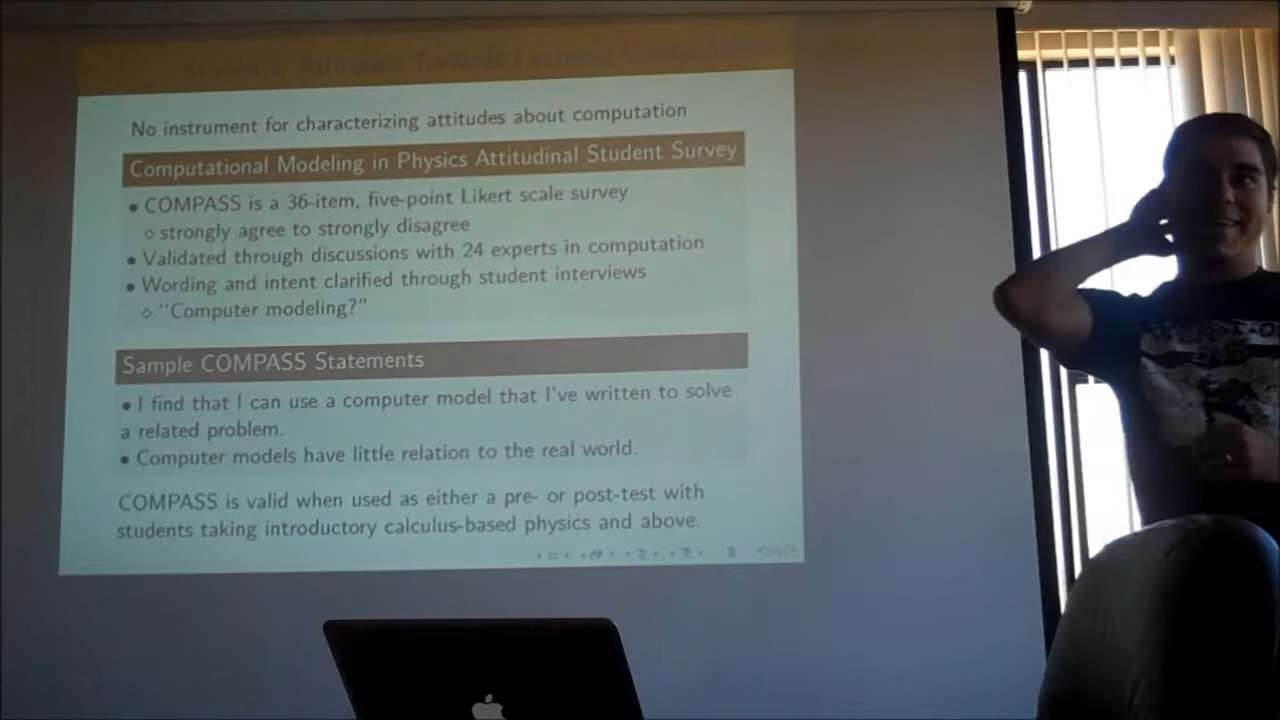 No instrument for characterizing attitudes about computation
Computational Modeling in Physics Attitudinal Student Survey
• COMPASS is a 36-item, five-point Likert scale survey
⋄ strongly agree to strongly disagree
• Validated through discussions with 24 experts in computation
• Wording and intent clarified through student interviews
⋄ "Computer modeling?"
Sample COMPASS Statements
• I find that I can use a computer model that I've written to solve
a related problem.
• Computer models have little relation to the real world.
COMPASS is valid when used as either a pre- or post-test with
students taking introductory calculus-based physics and above.